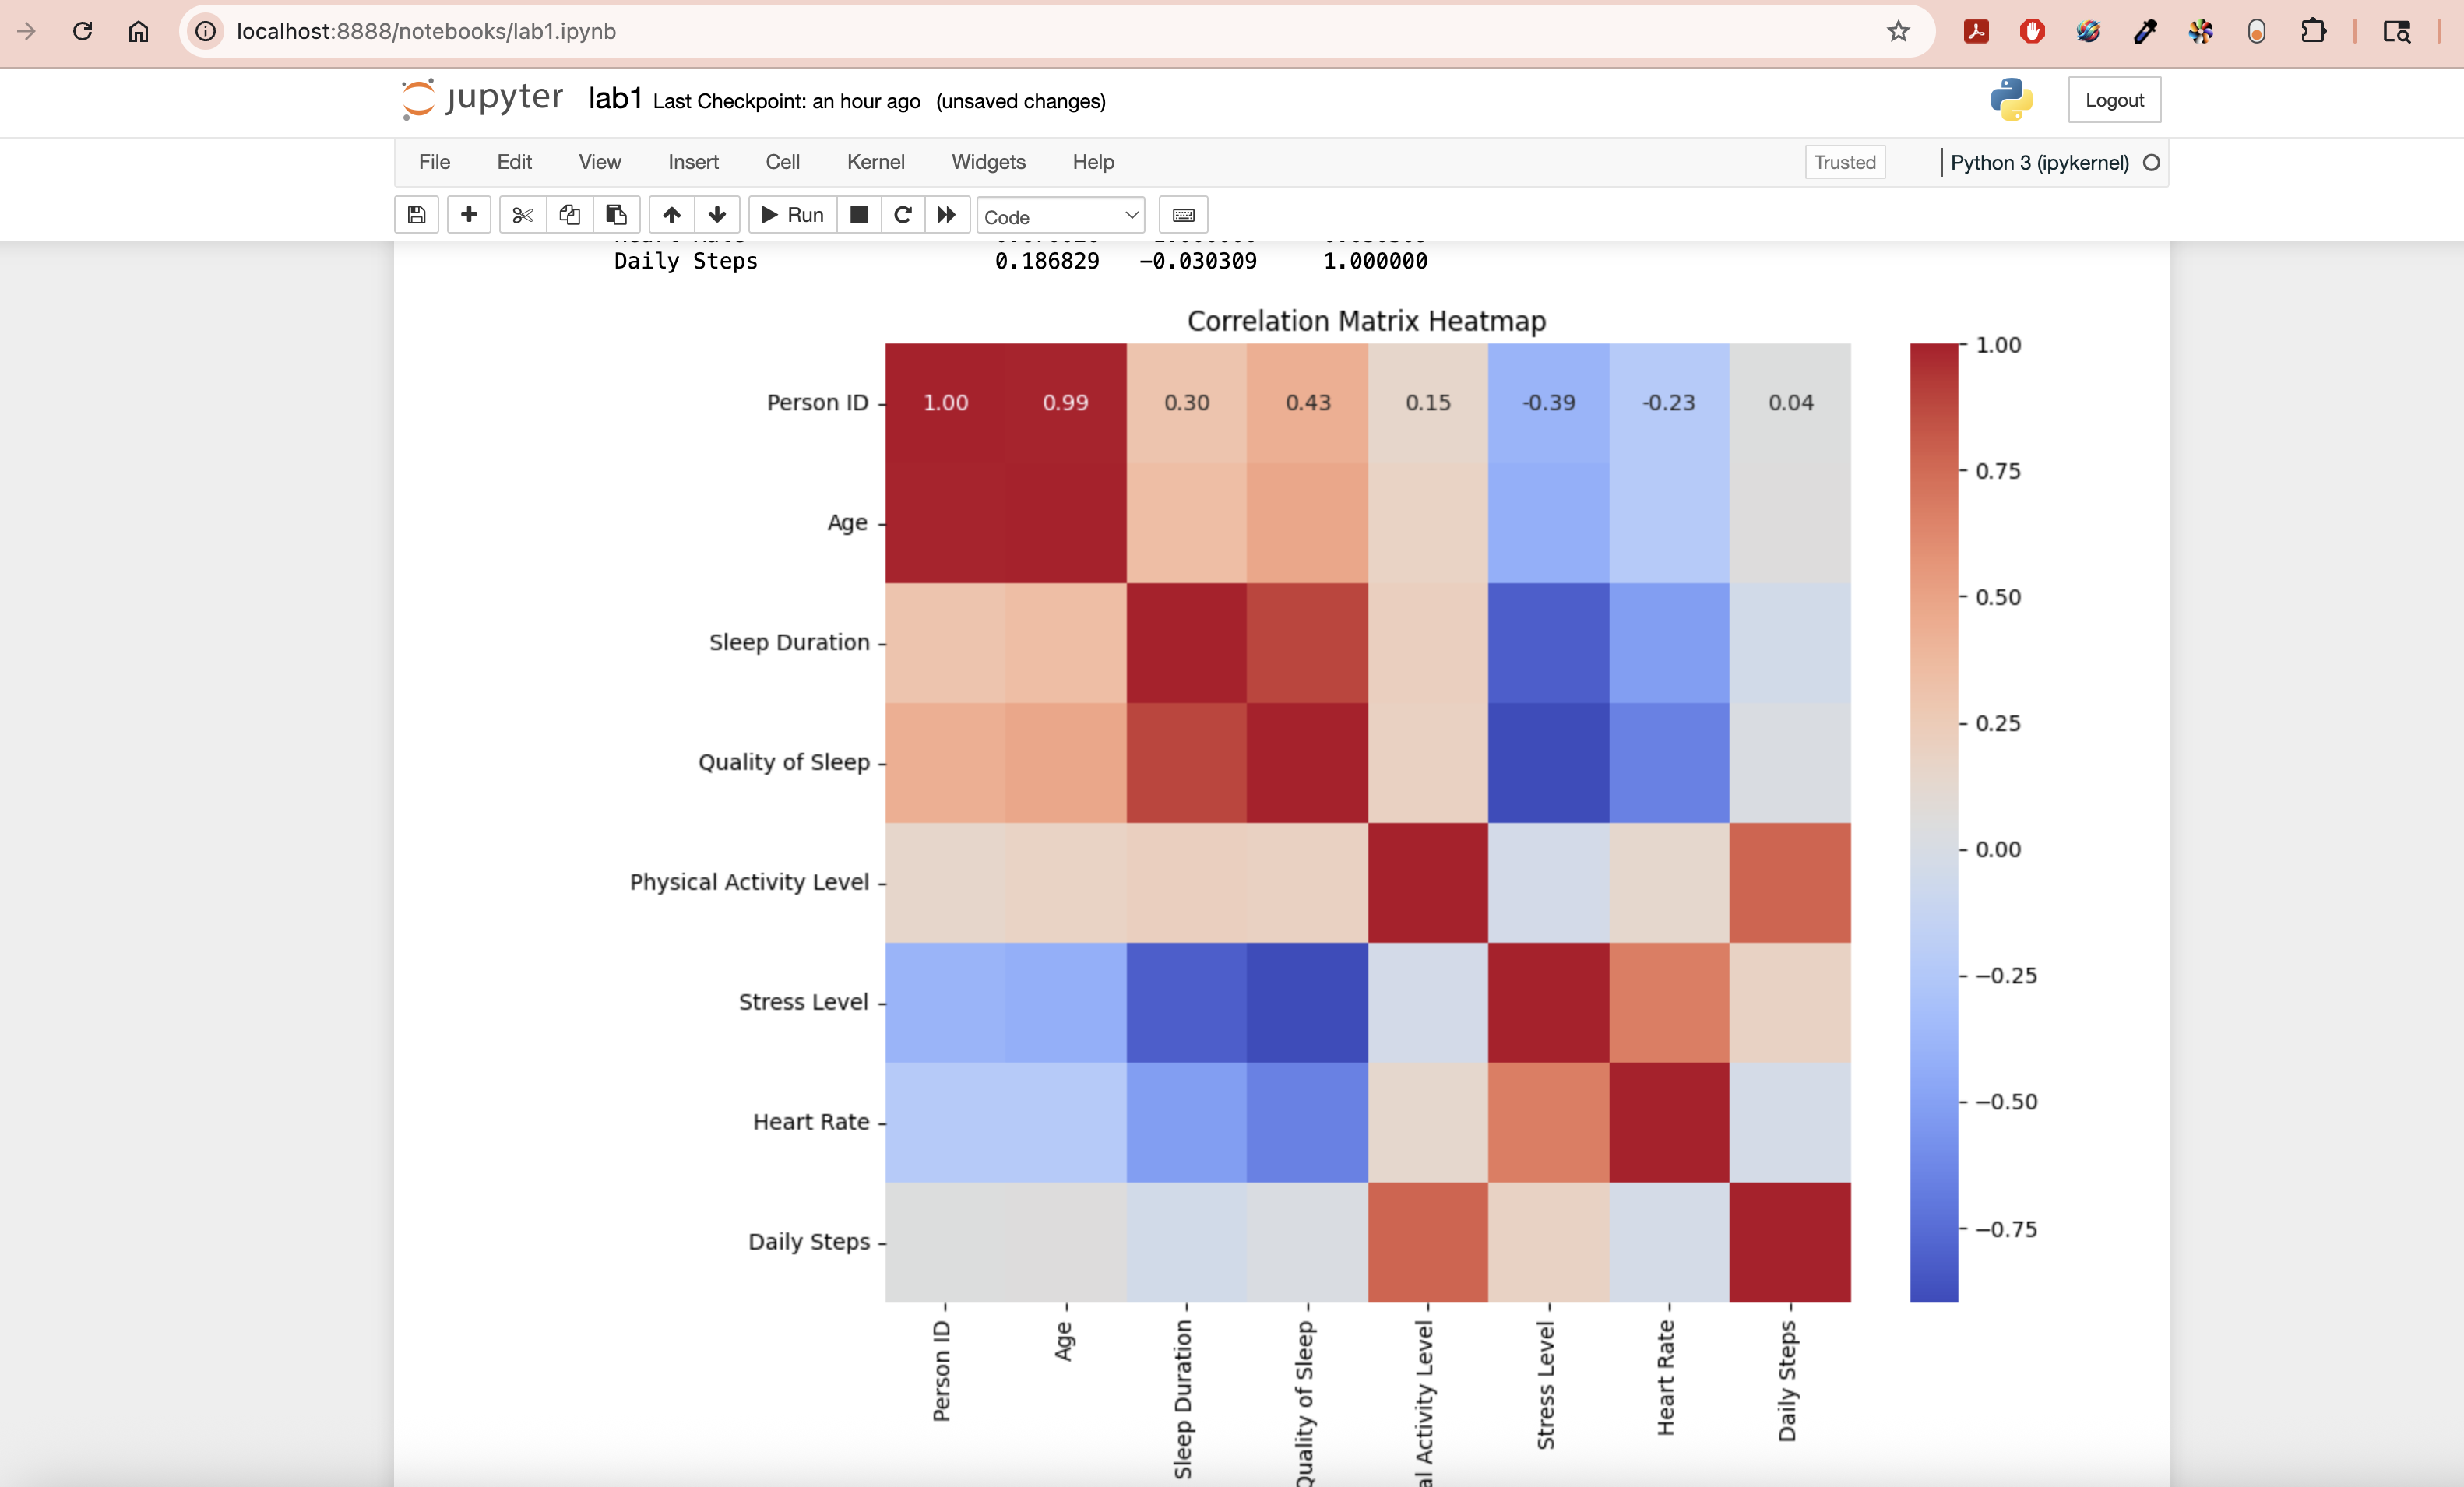 localhost:8888/notebooks/lab1.ipynb
jupyter lab1 Last Checkpoint: an hour ago (unsaved changes)
Logout
File Edit View Insert Cell Kernel Widgets Help
Trusted
Python 3 (ipykernel)
Run
Code
Daily Steps 0.186829 -0.030309 1.000000
Correlation Matrix Heatmap
Person ID 1.00 0.99 0.30 0.43 0.15 -0.39 -0.23 0.04
Age
Sleep Duration
Quality of Sleep
Physical Activity Level
Stress Level
Heart Rate
Daily Steps
1.00
0.75
0.50
0.25
0.00
−0.25
−0.50
−0.75
Person ID
Age
Sleep Duration
Quality of Sleep
al Activity Level
Stress Level
Heart Rate
Daily Steps